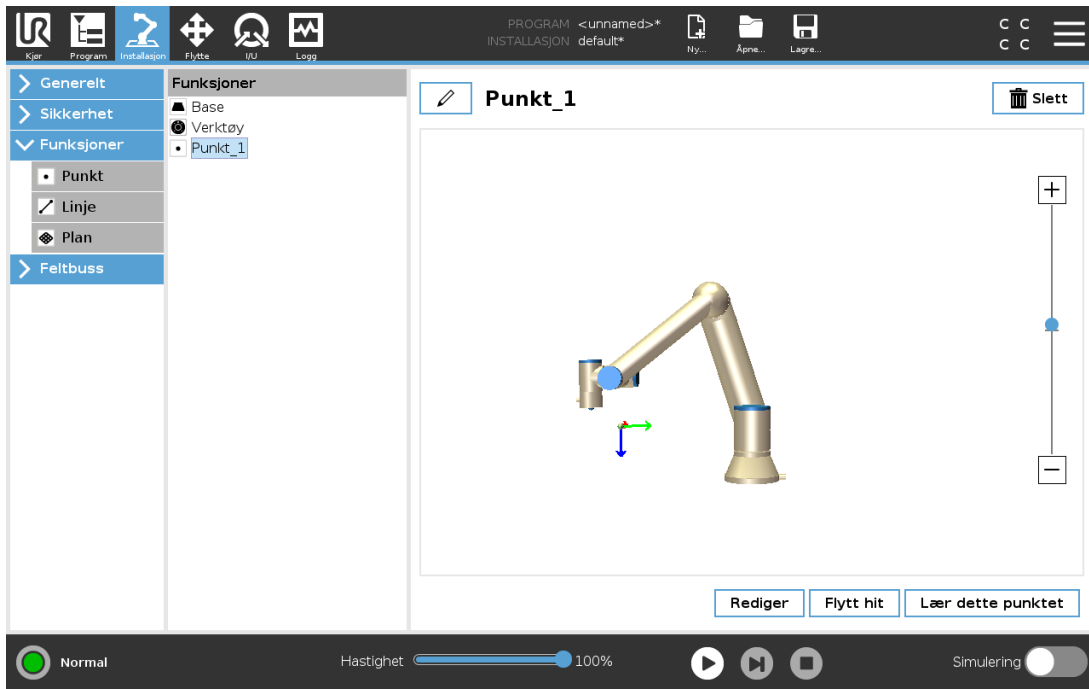 PROGRAM <unnamed>*
INSTALLASJON default*
C C
C C
Kjør Program Installasjon Flytte I/U Logg Ny... Åpne... Lagre...
Generelt
Sikkerhet
Funksjoner
Punkt
Linje
Plan
Feltbuss
Funksjoner
Base
Verktøy
Punkt_1
Punkt_1
Slett
Rediger Flytt hit Lær dette punktet
Normal
Hastighet 100%
Simulering